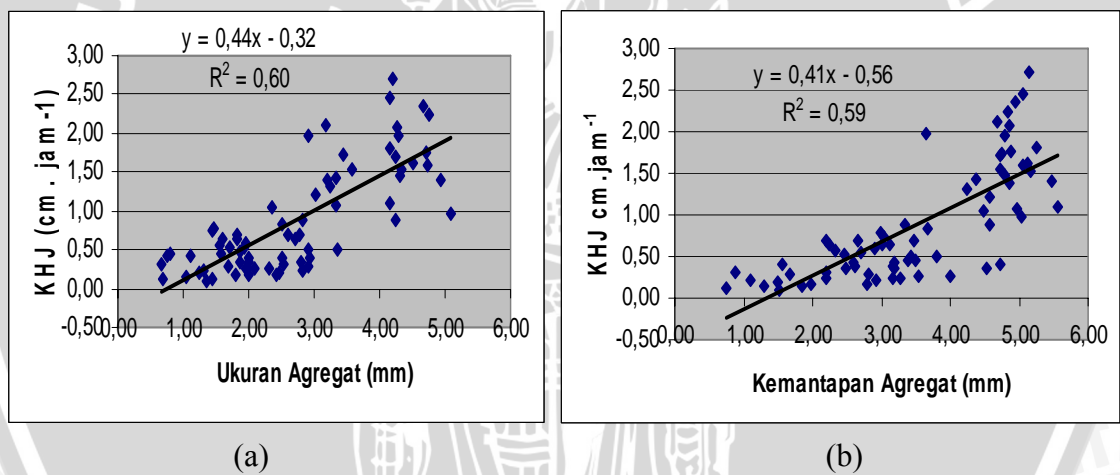 y = 0,44x - 0,32
R² = 0,60
3,00
2,50
2,00
1,50
1,00
0,50
0,00
-0,50
0,00 1,00 2,00 3,00 4,00 5,00 6,00
KHJ (cm . jam -1)
Ukuran Agregat (mm)
(a)
y = 0,41x - 0,56
R² = 0,59
3,00
2,50
2,00
1,50
1,00
0,50
0,00
-0,50
0,00 1,00 2,00 3,00 4,00 5,00 6,00
KHJ cm.jam⁻¹
Kemantapan Agregat (mm)
(b)